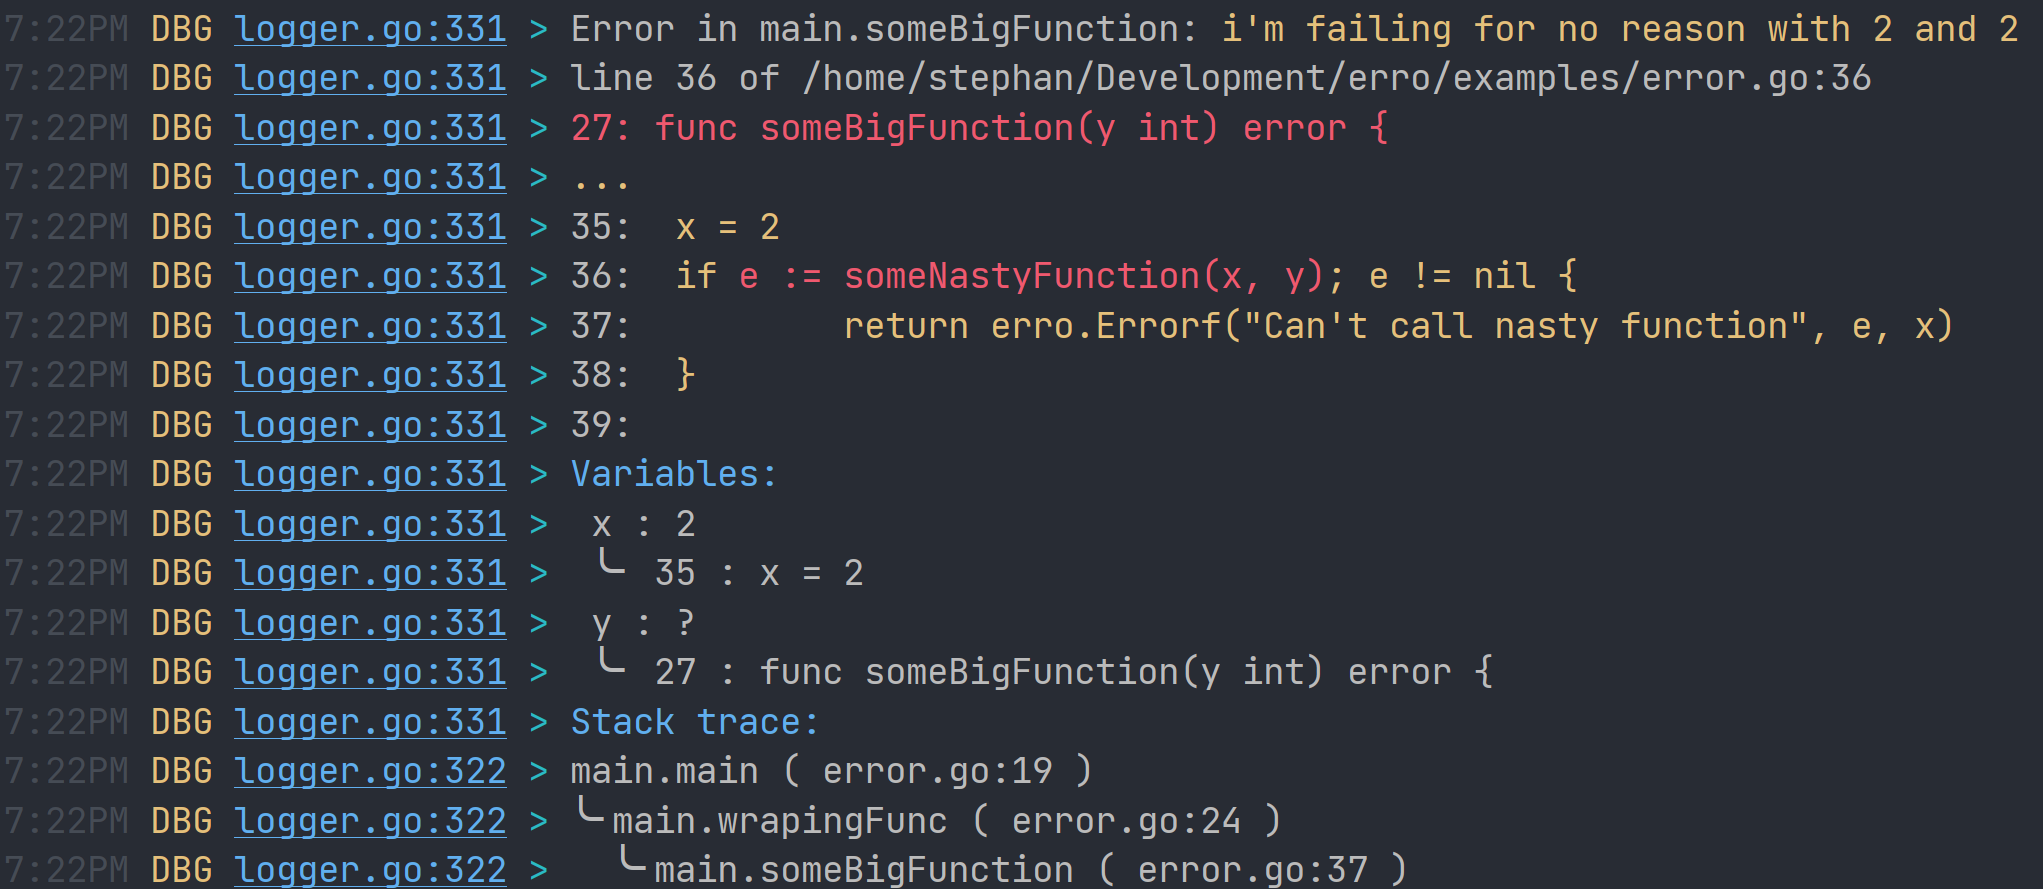 7:22PM DBG logger.go:331 > Error in main.someBigFunction: i'm failing for no reason with 2 and 2
7:22PM DBG logger.go:331 > line 36 of /home/stephan/Development/erro/examples/error.go:36
7:22PM DBG logger.go:331 > 27: func someBigFunction(y int) error {
7:22PM DBG logger.go:331 > ...
7:22PM DBG logger.go:331 > 35:  x = 2
7:22PM DBG logger.go:331 > 36:  if e := someNastyFunction(x, y); e != nil {
7:22PM DBG logger.go:331 > 37:          return erro.Errorf("Can't call nasty function", e, x)
7:22PM DBG logger.go:331 > 38:  }
7:22PM DBG logger.go:331 > 39:
7:22PM DBG logger.go:331 > Variables:
7:22PM DBG logger.go:331 >  x : 2
7:22PM DBG logger.go:331 >  ╰─ 35 : x = 2
7:22PM DBG logger.go:331 >  y : ?
7:22PM DBG logger.go:331 >  ╰─ 27 : func someBigFunction(y int) error {
7:22PM DBG logger.go:331 > Stack trace:
7:22PM DBG logger.go:322 > main.main ( error.go:19 )
7:22PM DBG logger.go:322 > ╰─main.wrapingFunc ( error.go:24 )
7:22PM DBG logger.go:322 >   ╰─main.someBigFunction ( error.go:37 )